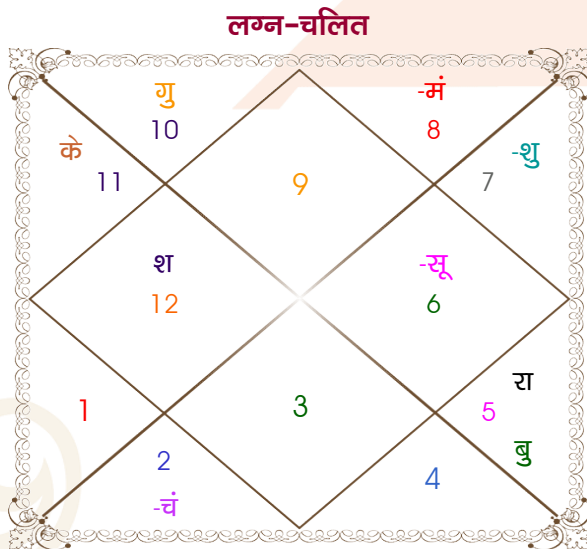 लग्न-चलित
गु -मं
10 8
के -शु
11 7
9
श -सू
12 6
रा
1 3 5
बु
2 4
-चं